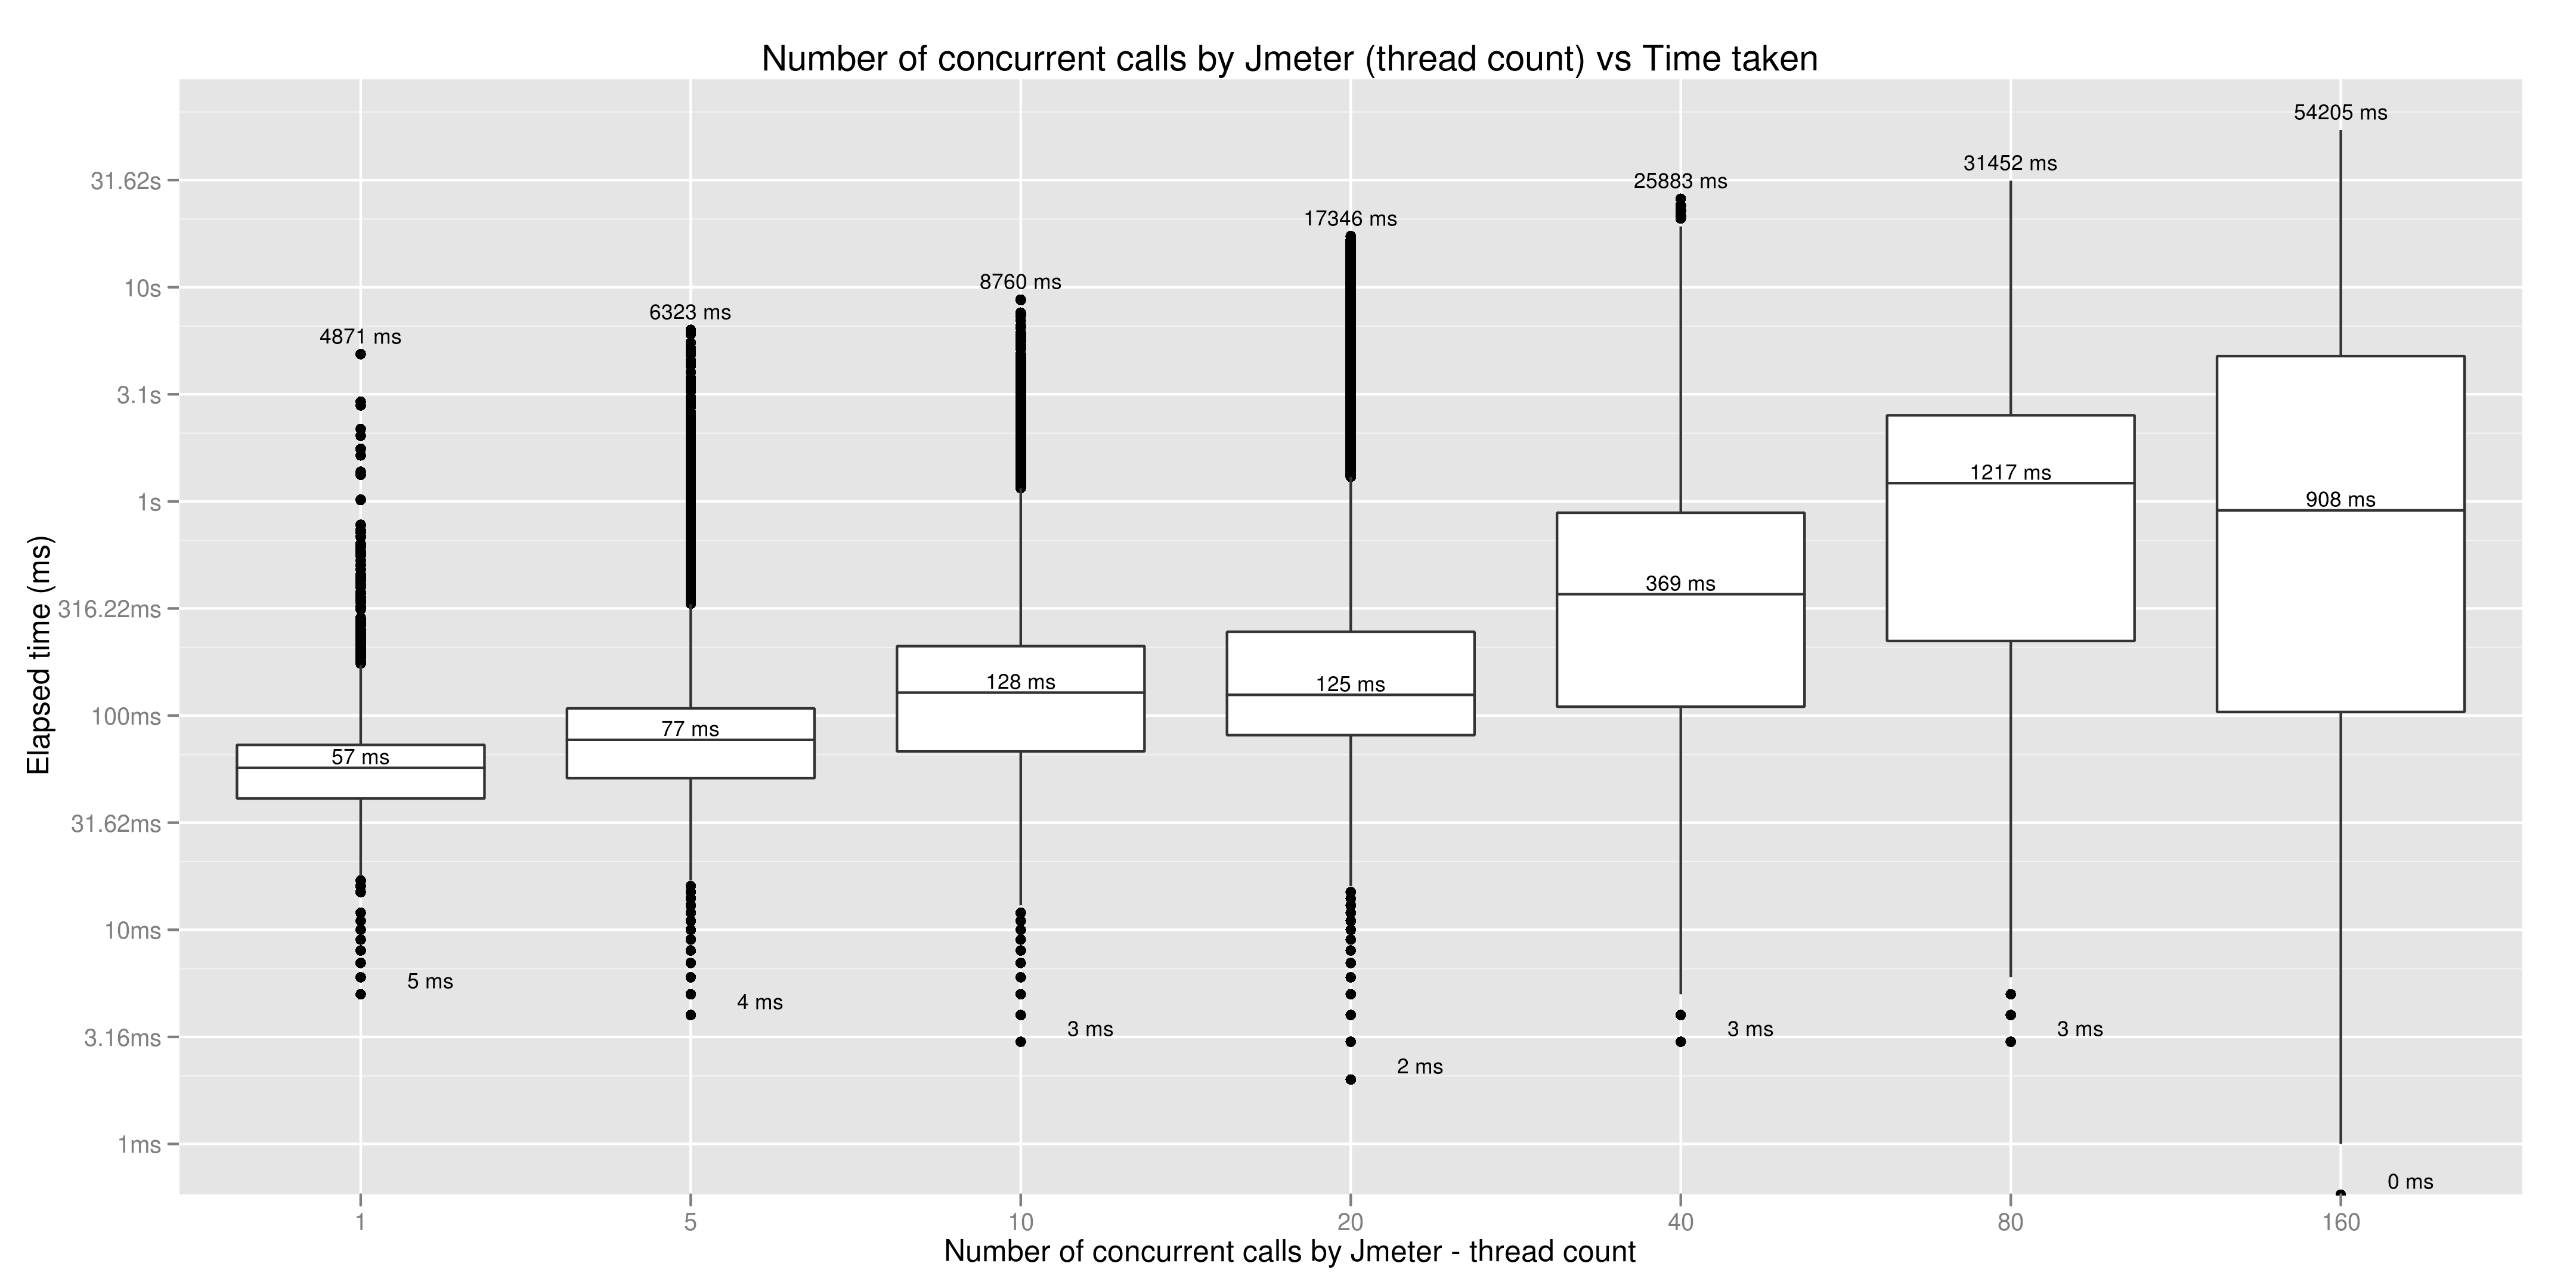 Number of concurrent calls by Jmeter (thread count) vs Time taken
54205 ms
31452 ms
25883 ms
17346 ms
8760 ms
6323 ms
4871 ms
31.62s
10s
3.1s
1s
316.22ms
100ms
31.62ms
10ms
3.16ms
1ms
Elapsed time (ms)
57 ms
77 ms
128 ms
125 ms
369 ms
1217 ms
908 ms
5 ms
4 ms
3 ms
2 ms
3 ms
3 ms
0 ms
1
5
10
20
40
80
160
Number of concurrent calls by Jmeter - thread count